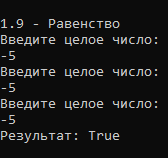 1.9 - Равенство
Введите целое число:
-5
Введите целое число:
-5
Введите целое число:
-5
Результат: True